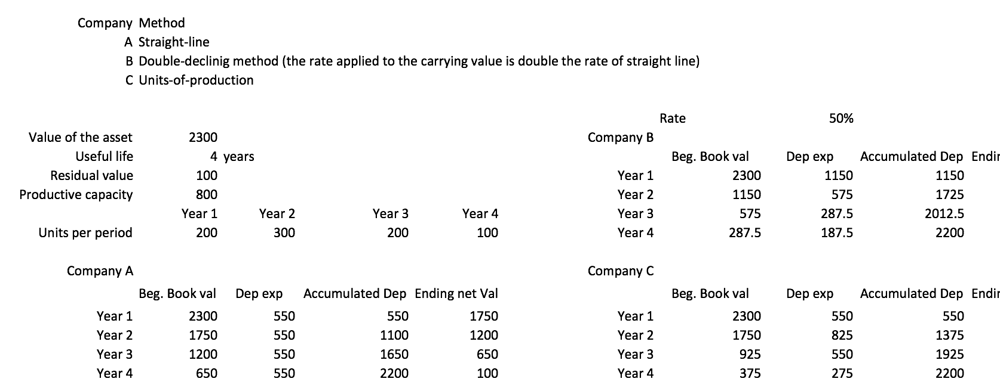 Company Method
A Straight-line
B Double-declinig method (the rate applied to the carrying value is double the rate of straight line)
C Units-of-production
Rate 50%
Value of the asset 2300 Company B
Useful life 4 years Beg. Book val Dep exp Accumulated Dep
Residual value 100 Year 1 2300 1150 1150
Productive capacity 800 Year 2 1150 575 1725
Year 1 Year 2 Year 3 Year 4 Year 3 575 287.5 2012.5
Units per period 200 300 200 100 Year 4 287.5 187.5 2200
Company A Company C
Beg. Book val Dep exp Accumulated Dep Ending net Val Beg. Book val Dep exp Accumulated Dep
Year 1 2300 550 550 1750 Year 1 2300 550 550
Year 2 1750 550 1100 1200 Year 2 1750 825 1375
Year 3 1200 550 1650 650 Year 3 925 550 1925
Year 4 650 550 2200 100 Year 4 375 275 2200